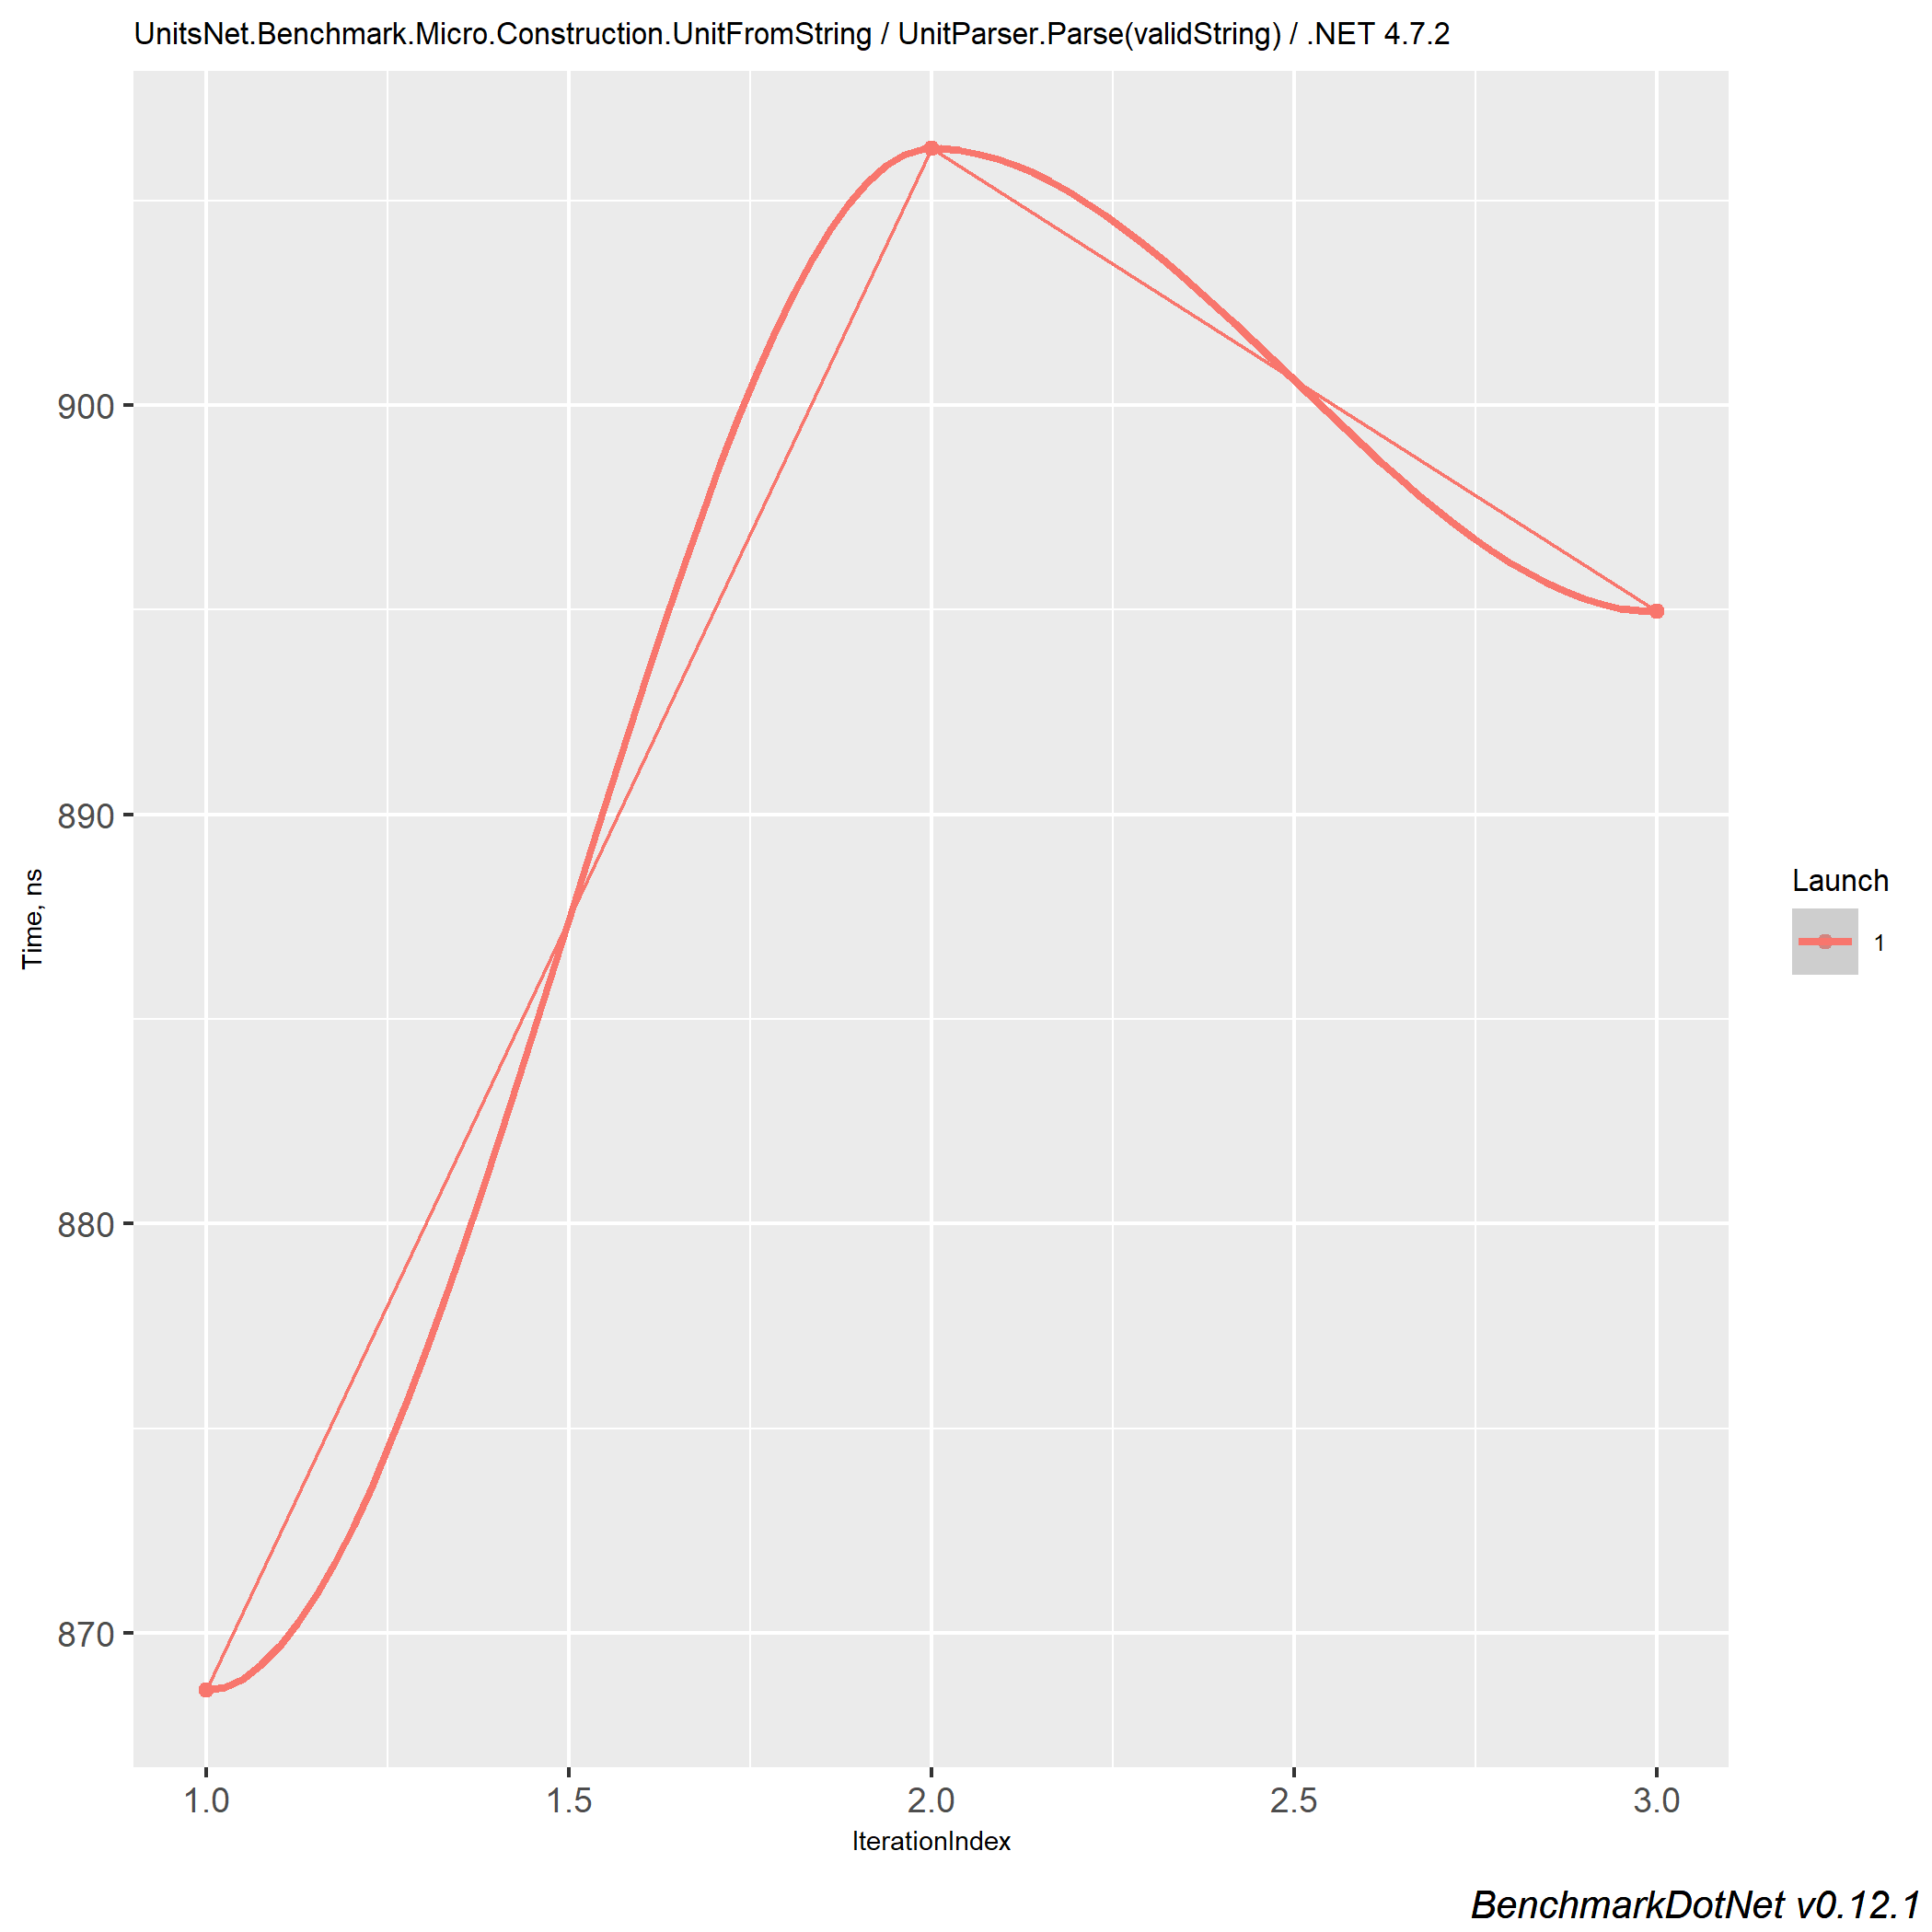 UnitsNet.Benchmark.Micro.Construction.UnitFromString / UnitParser.Parse(validString) / .NET 4.7.2
900
890
880
870
Time, ns
1.0 1.5 2.0 2.5 3.0
IterationIndex
Launch
1
BenchmarkDotNet v0.12.1